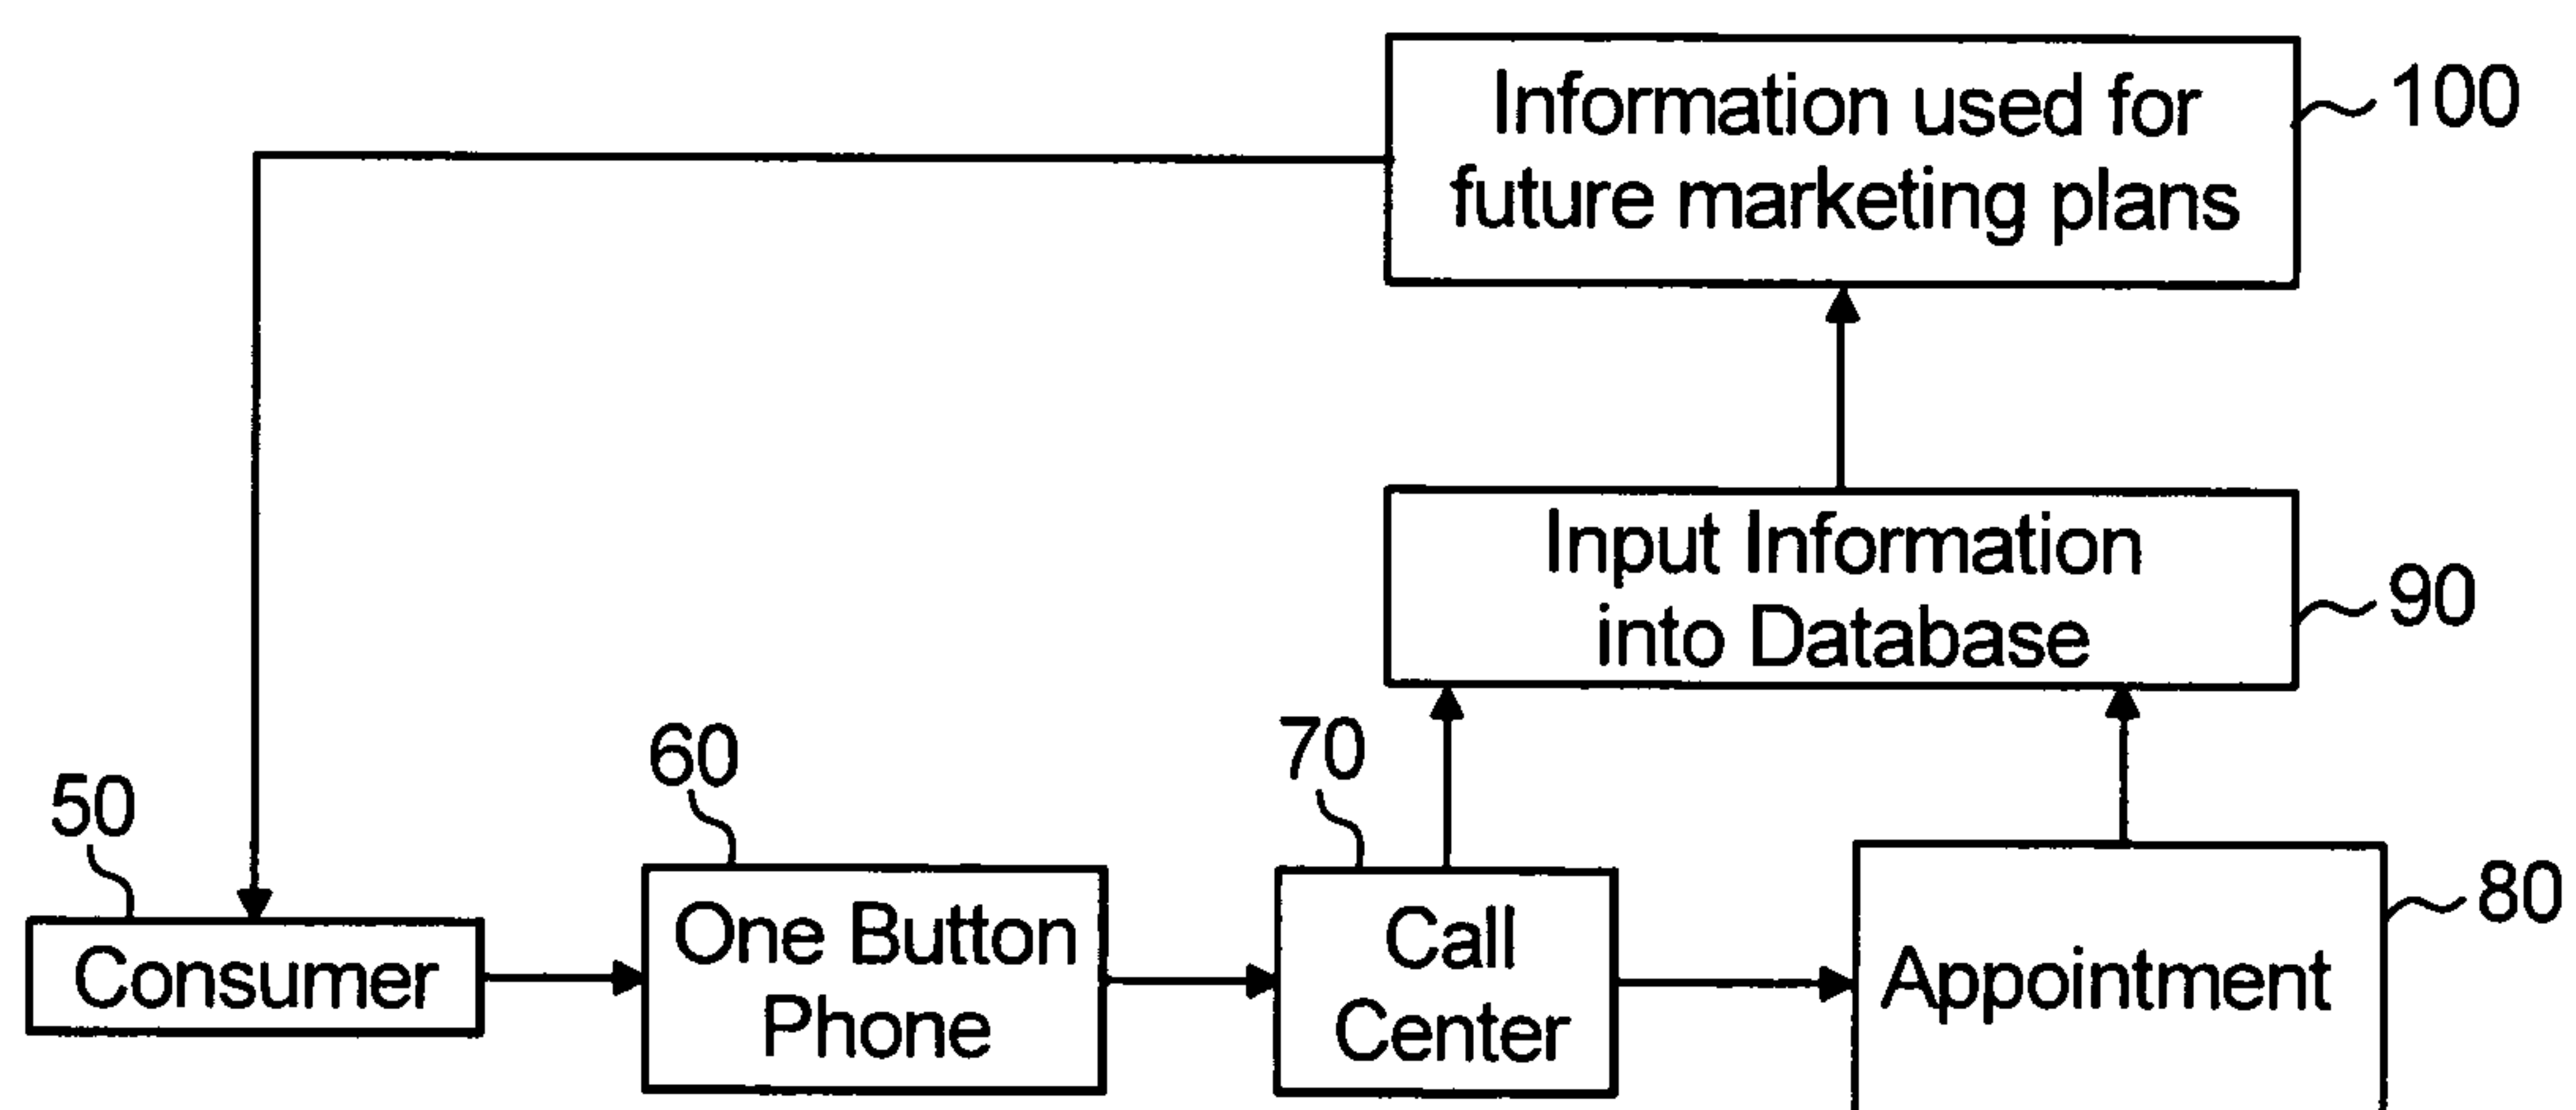 Information used for
future marketing plans
100
Input Information
into Database
90
50
60
70
80
Consumer
One Button
Phone
Call
Center
Appointment